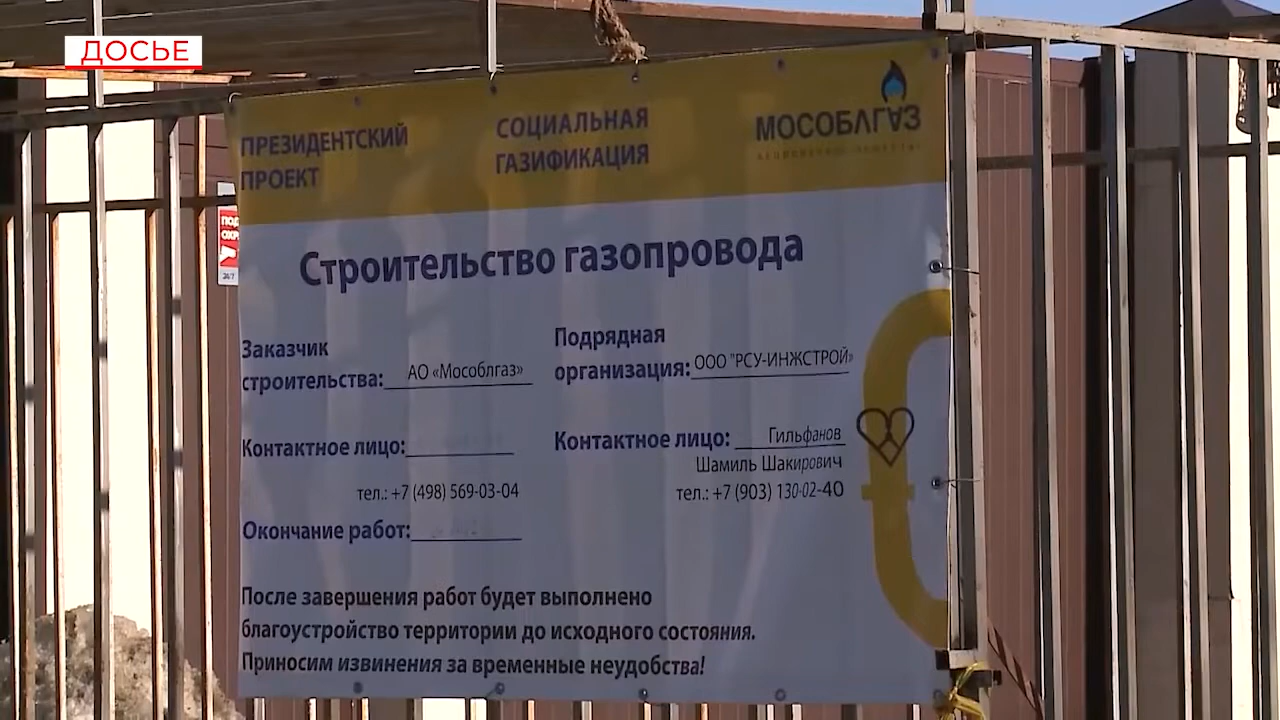 ДОСЬЕ
ПРЕЗИДЕНТСКИЙ
ПРОЕКТ
СОЦИАЛЬНАЯ
ГАЗИФИКАЦИЯ
МОСОБЛГАЗ
Строительство газопровода
Заказчик
строительства: АО «Мособлгаз»
Подрядная
организация: ООО "РСУ-ИНЖСТРОЙ»
Контактное лицо:
тел.: +7 (498) 569-03-04
Контактное лицо: Гильфанов
Шамиль Шакирович
тел.: +7 (903) 130-02-40
Окончание работ:
После завершения работ будет выполнено
благоустройство территории до исходного состояния.
Приносим извинения за временные неудобства!
24/7